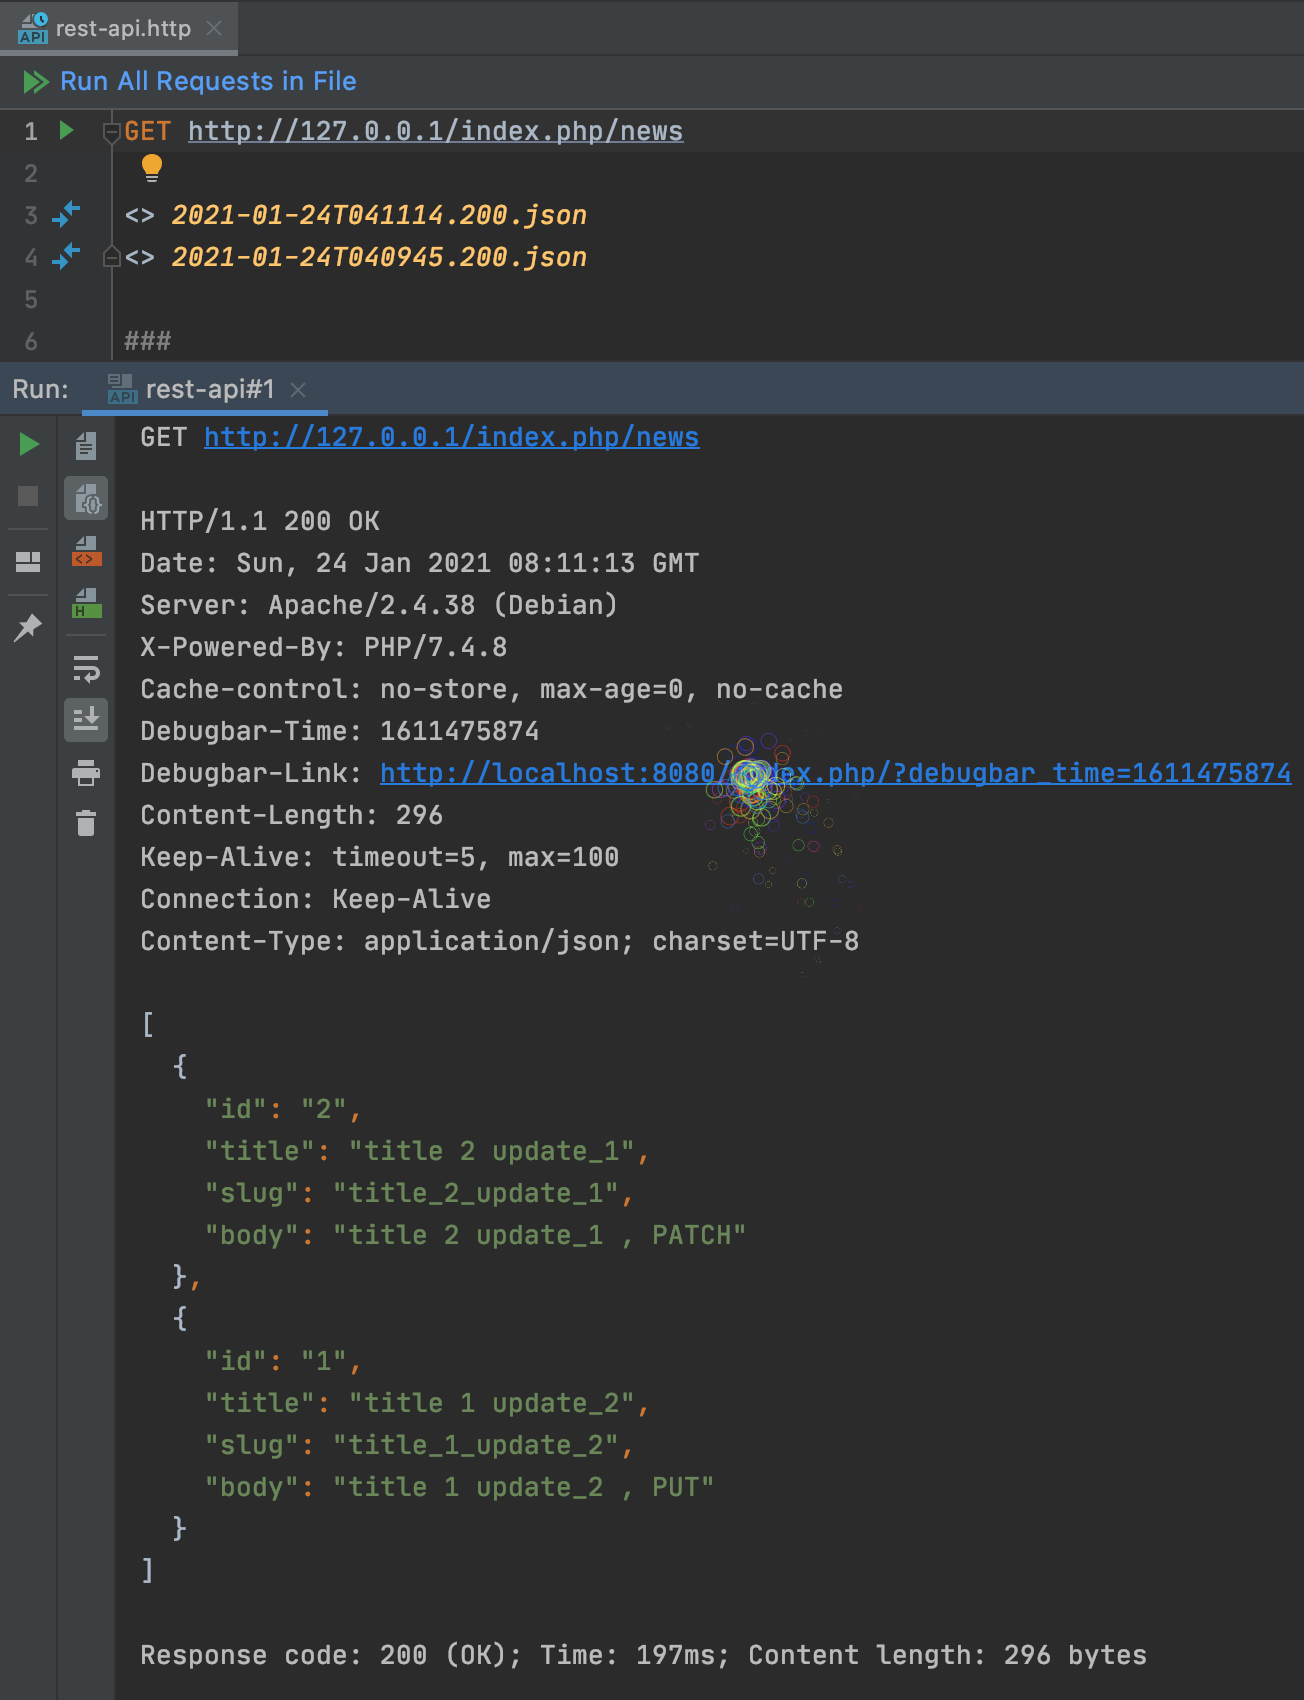 rest-api.http
Run All Requests in File
1 GET http://127.0.0.1/index.php/news
2
3 <> 2021-01-24T041114.200.json
4 <> 2021-01-24T040945.200.json
5
6 ###
Run: rest-api#1
GET http://127.0.0.1/index.php/news
HTTP/1.1 200 OK
Date: Sun, 24 Jan 2021 08:11:13 GMT
Server: Apache/2.4.38 (Debian)
X-Powered-By: PHP/7.4.8
Cache-control: no-store, max-age=0, no-cache
Debugbar-Time: 1611475874
Debugbar-Link: http://localhost:8080/index.php/?debugbar_time=1611475874
Content-Length: 296
Keep-Alive: timeout=5, max=100
Connection: Keep-Alive
Content-Type: application/json; charset=UTF-8
[
{
"id": "2",
"title": "title 2 update_1",
"slug": "title_2_update_1",
"body": "title 2 update_1 , PATCH"
},
{
"id": "1",
"title": "title 1 update_2",
"slug": "title_1_update_2",
"body": "title 1 update_2 , PUT"
}
]
Response code: 200 (OK); Time: 197ms; Content length: 296 bytes